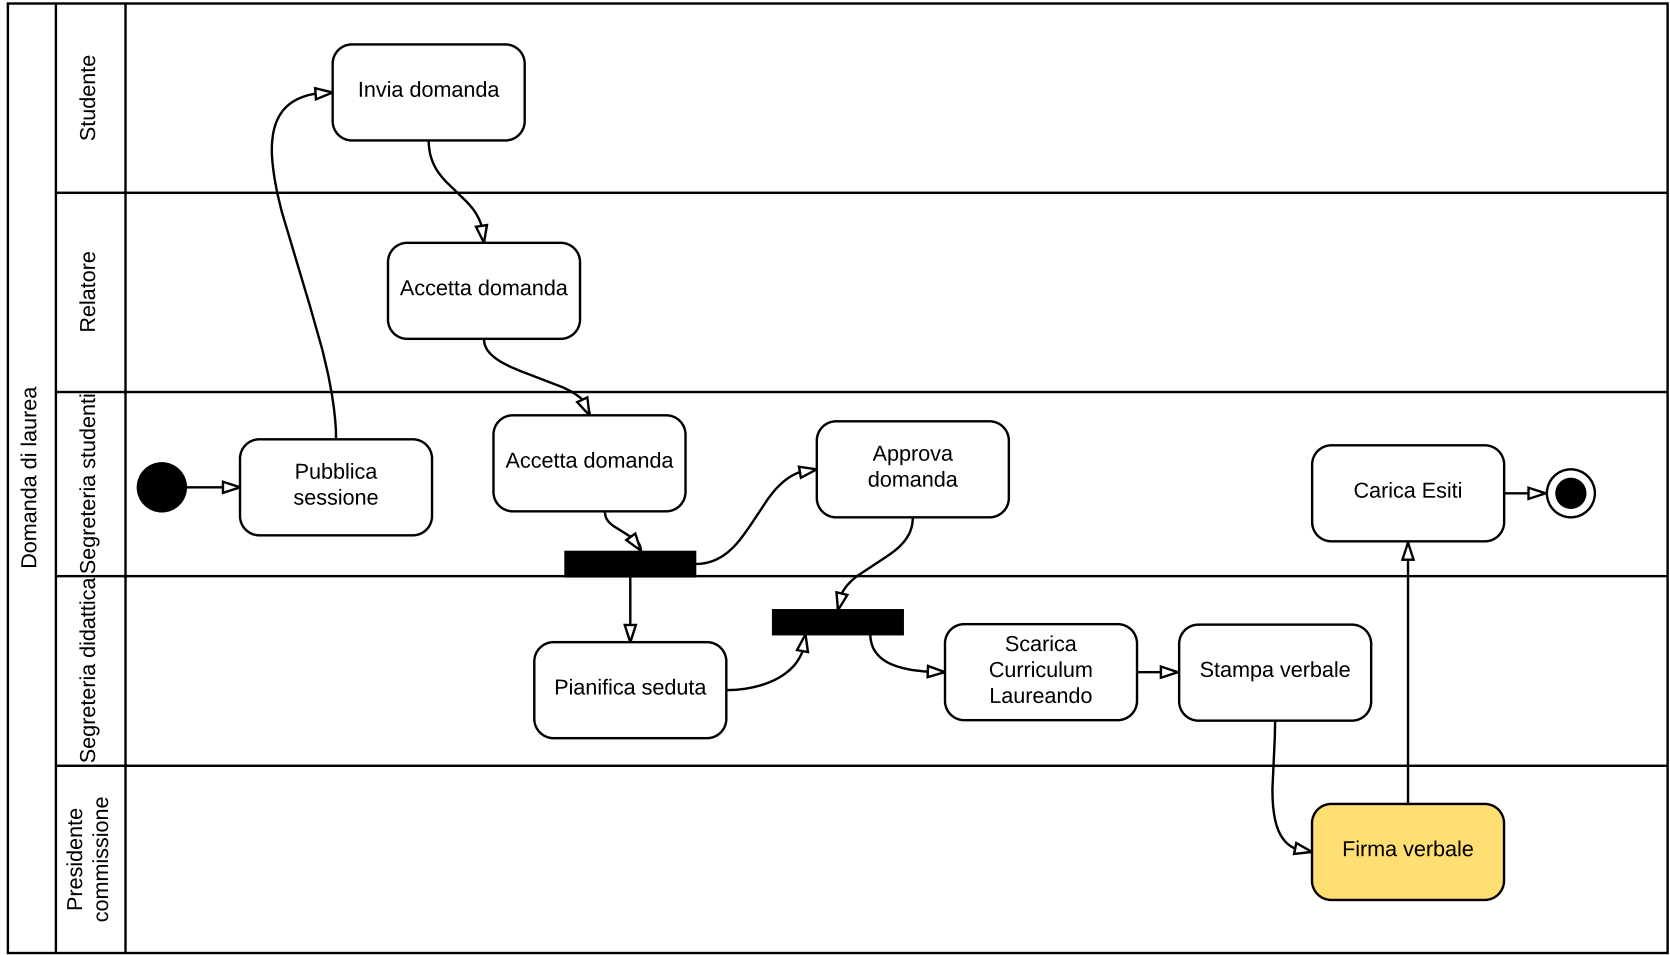 Domanda di laurea
Studente
Invia domanda
Relatore
Accetta domanda
Segreteria studenti
Pubblica
sessione
Accetta domanda
Approva
domanda
Carica Esiti
Segreteria didattica
Pianifica seduta
Scarica
Curriculum
Laureando
Stampa verbale
Presidente
commissione
Firma verbale